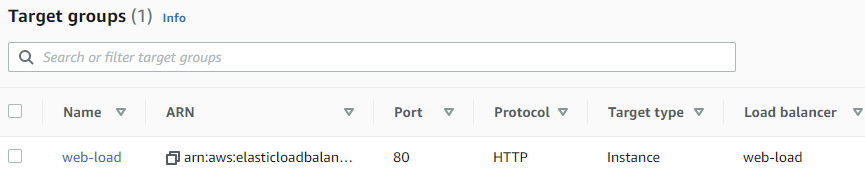 Target groups (1) Info
Search or filter target groups
Name ARN Port Protocol Target type Load balancer
web-load arn:aws:elasticloadbalan... 80 HTTP Instance web-load